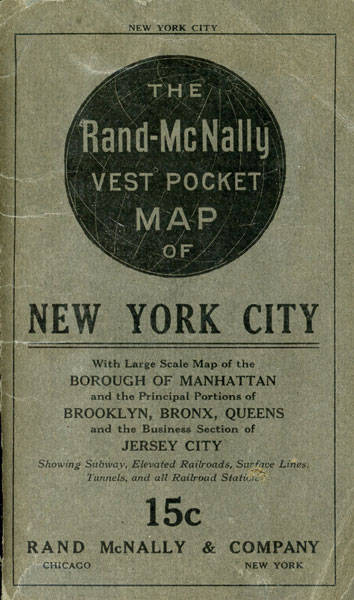 NEW YORK CITY
THE
Rand-McNally
VEST POCKET
MAP
OF
NEW YORK CITY
With Large Scale Map of the
BOROUGH OF MANHATTAN
and the Principal Portions of
BROOKLYN, BRONX, QUEENS
and the Business Section of
JERSEY CITY
Showing Subway, Elevated Railroads, Surface Lines,
Tunnels, and all Railroad Stations
15c
RAND McNALLY & COMPANY
CHICAGO NEW YORK